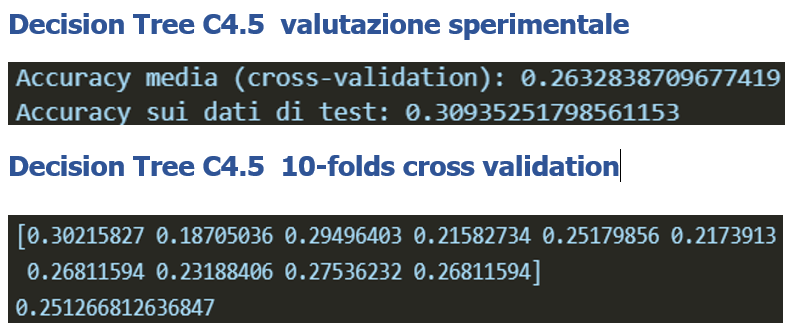 Decision Tree C4.5 valutazione sperimentale
Accuracy media (cross-validation): 0.2632838709677419
Accuracy sui dati di test: 0.30935251798561153
Decision Tree C4.5 10-folds cross validation
[0.30215827 0.18705036 0.29496403 0.21582734 0.25179856 0.2173913
0.26811594 0.23188406 0.27536232 0.26811594]
0.251266812636847